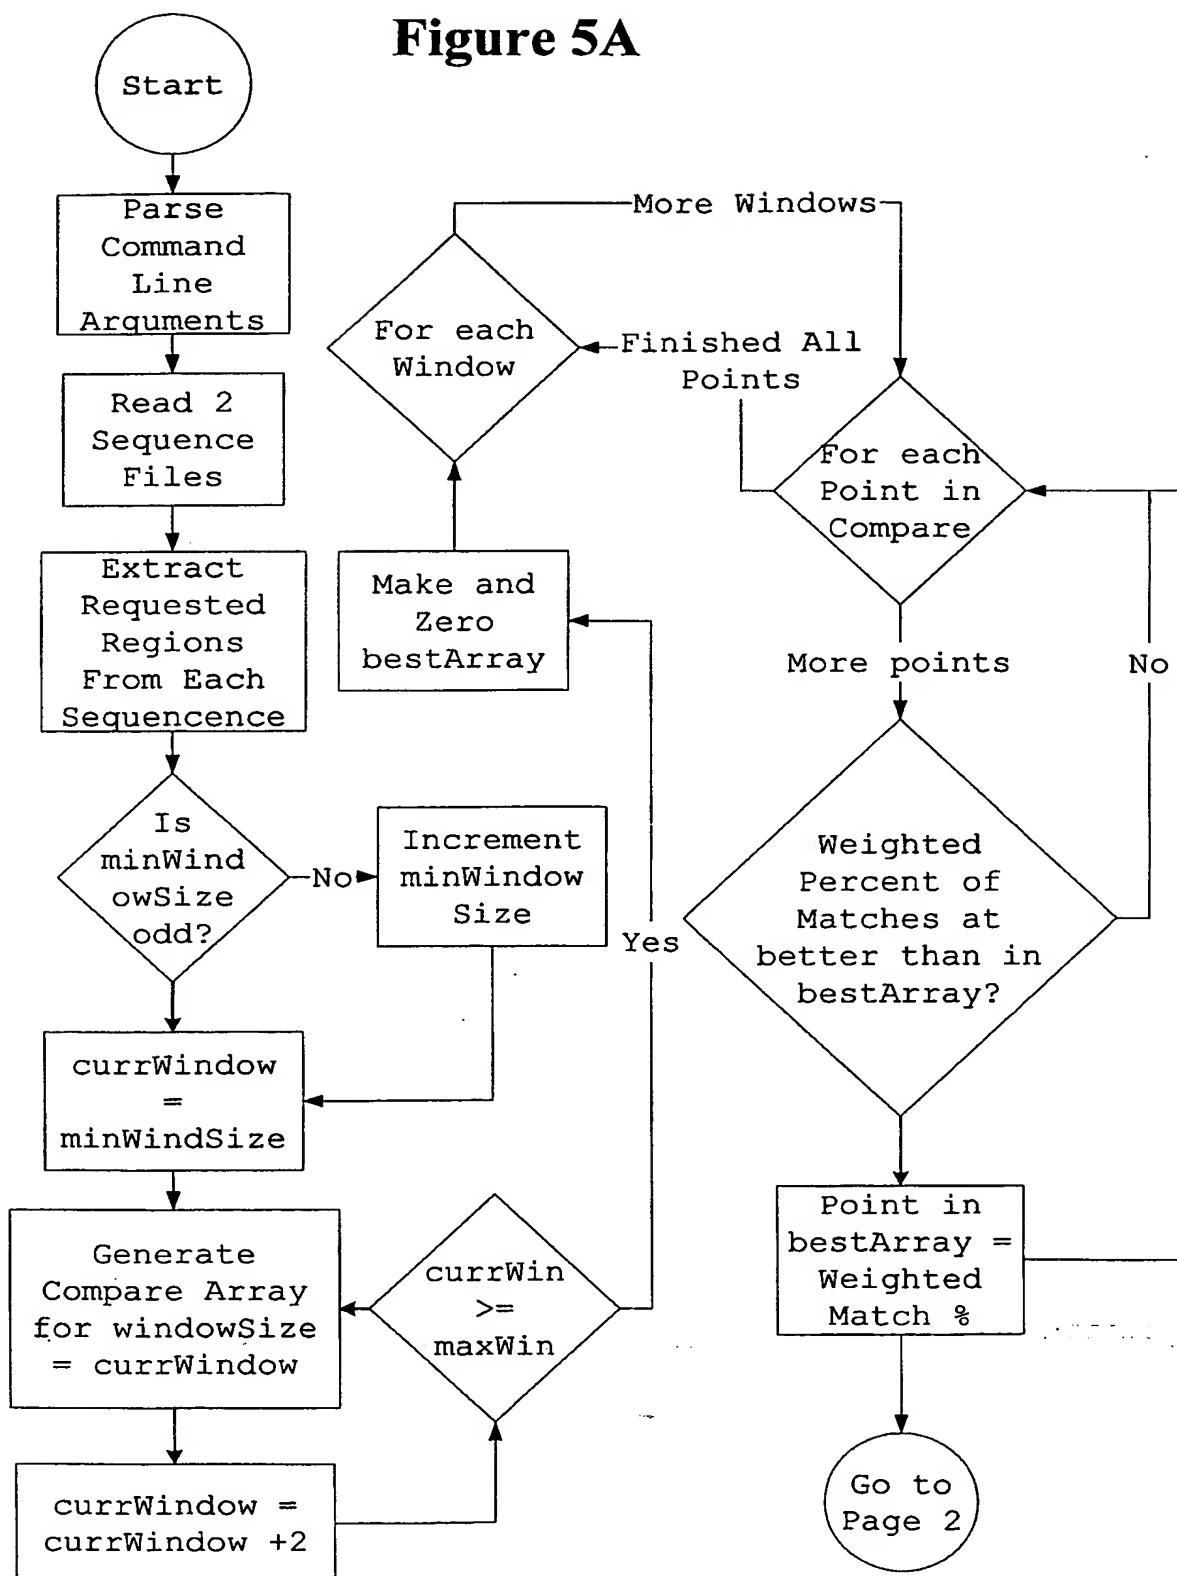 Figure 5A
Start
Parse
Command
Line
Arguments
Read 2
Sequence
Files
Extract
Requested
Regions
From Each
Sequencence
Is
minWind
owSize
odd?
No
Increment
minWindow
Size
currWindow
=
minWindSize
Generate
Compare Array
for windowSize
= currWindow
currWindow =
currWindow +2
currWin
>=
maxWin
Yes
Make and
Zero
bestArray
For each
Window
More Windows
Finished All
Points
For each
Point in
Compare
More points
No
Weighted
Percent of
Matches at
better than in
bestArray?
Point in
bestArray =
Weighted
Match %
Go to
Page 2